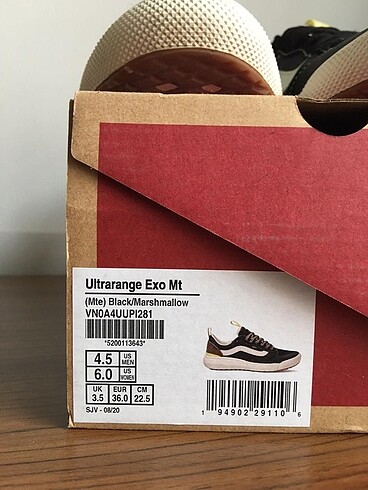 Ultrarange Exo Mt
(Mte) Black/Marshmallow
VN0A4UUPI281
*5200113643*
4.5 US MEN
6.0 US WOMEN
UK EUR CM
3.5 36.0 22.5
SJV - 08/20
1 94902 29110 6